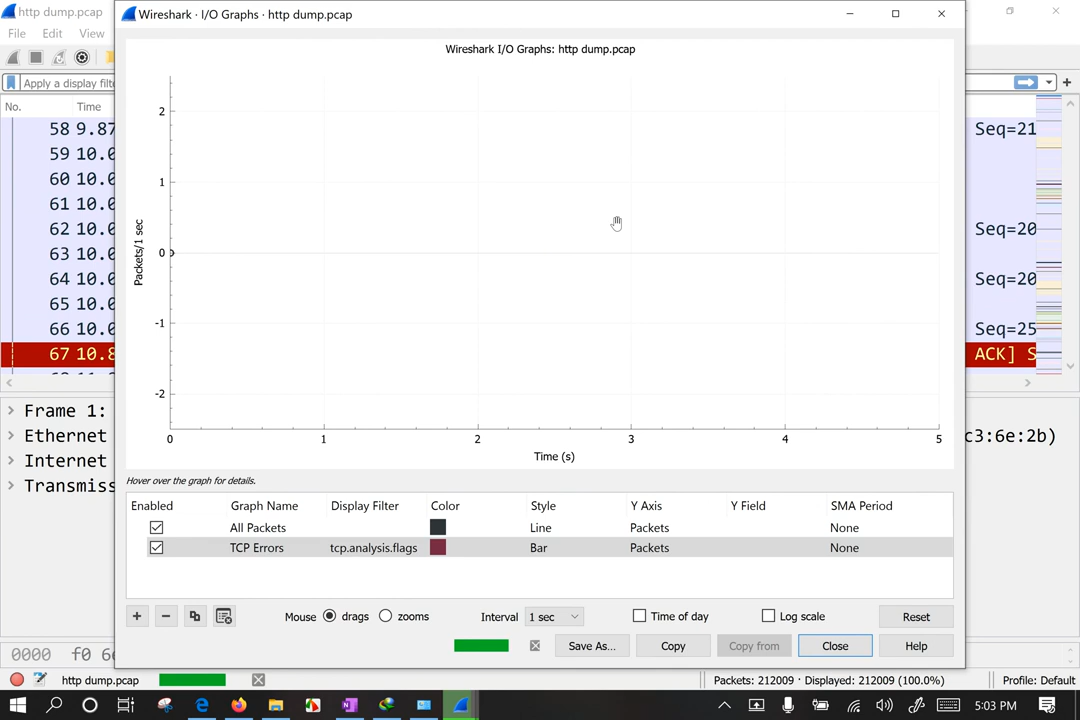 http dump.pcap
Wireshark · I/O Graphs · http dump.pcap
File Edit View
Apply a display filt
No. Time
58 9.87
59 10.0
60 10.0
61 10.0
62 10.0
63 10.0
64 10.0
65 10.0
66 10.0
67 10.8
Seq=21
Seq=20
Seq=20
Seq=25
ACK] S
Frame 1:
Ethernet
c3:6e:2b)
Internet
Transmiss
0000 f0 6e
Wireshark I/O Graphs: http dump.pcap
Packets/1 sec
2
1
0
-1
-2
0 1 2 3 4 5
Time (s)
Hover over the graph for details.
Enabled Graph Name Display Filter Color Style Y Axis Y Field SMA Period
All Packets Line Packets None
TCP Errors tcp.analysis.flags Bar Packets None
+ − Mouse drags zooms Interval 1 sec Time of day Log scale Reset
Save As... Copy Copy from Close Help
http dump.pcap Packets: 212009 · Displayed: 212009 (100.0%) Profile: Default
5:03 PM